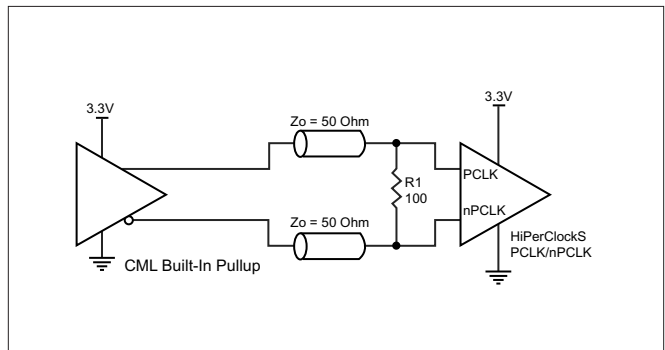 3.3V
Zo = 50 Ohm
3.3V
R1
100
PCLK
nPCLK
Zo = 50 Ohm
HiPerClockS
PCLK/nPCLK
CML Built-In Pullup